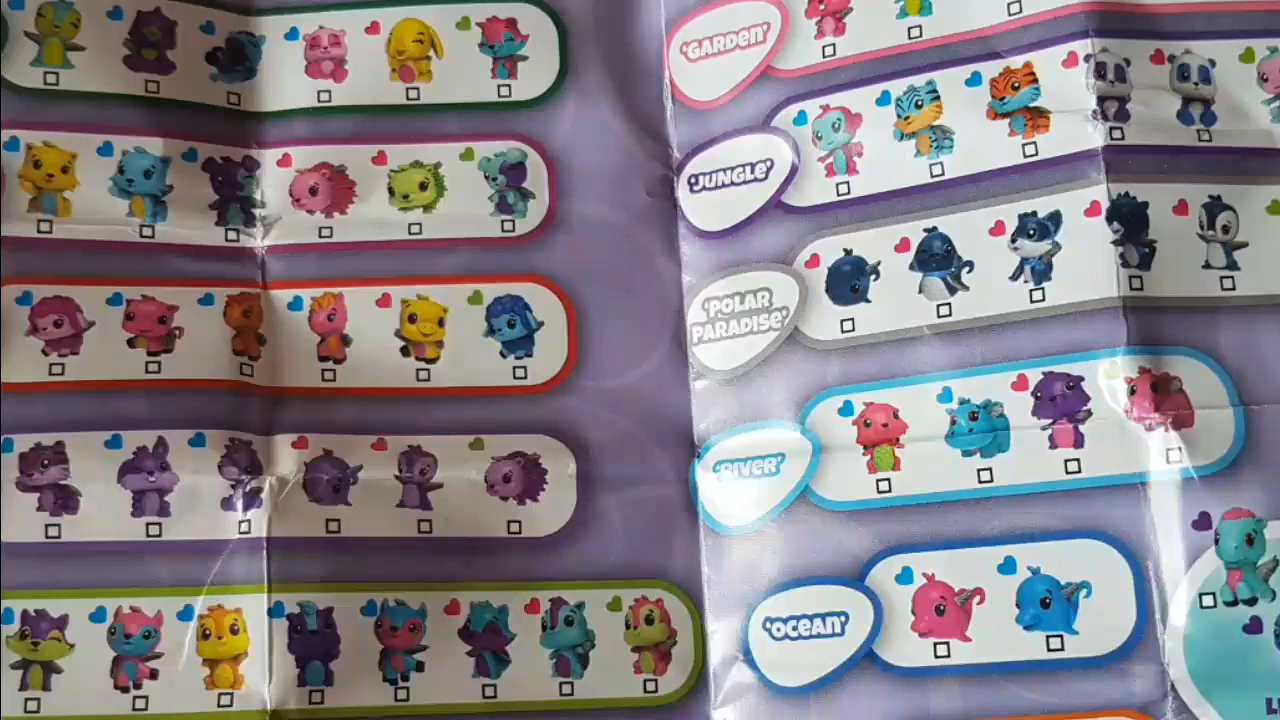 'GARDEN'
'JUNGLE'
'POLAR
PARADISE'
'RIVER'
'OCEAN'